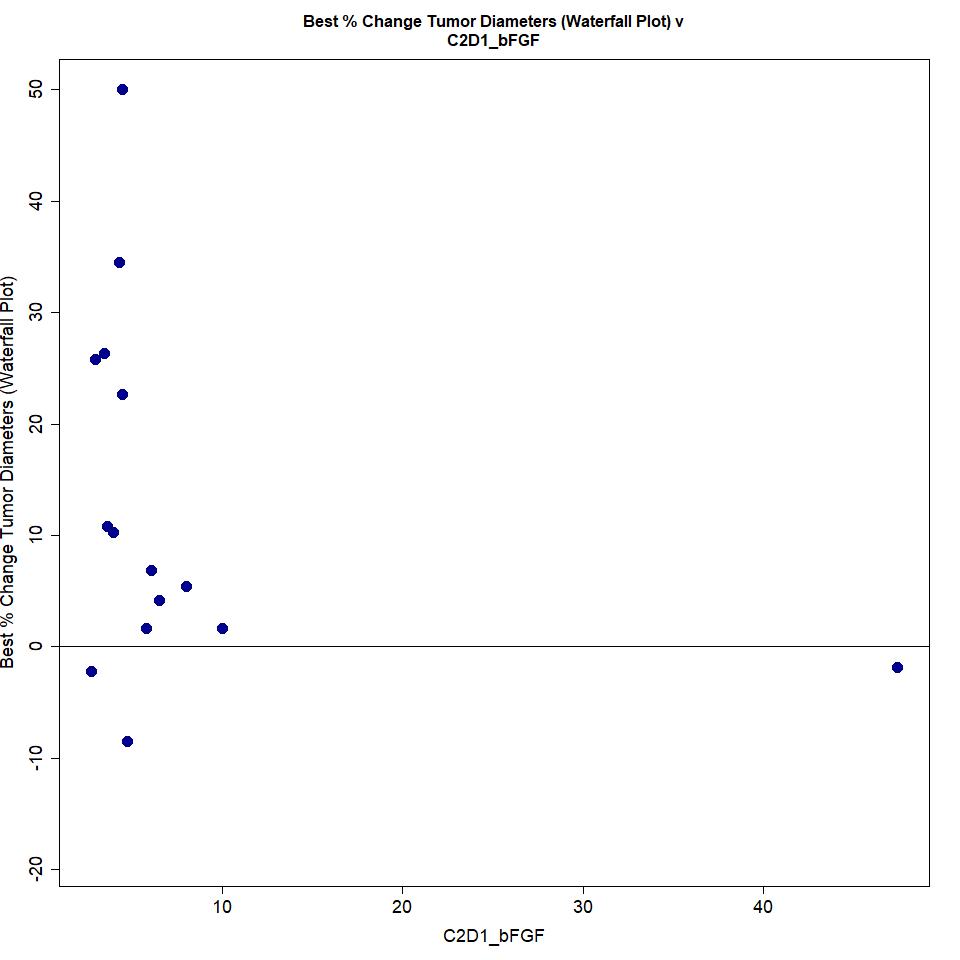 Best % Change Tumor Diameters (Waterfall Plot) v
C2D1_bFGF
Best % Change Tumor Diameters (Waterfall Plot)
50
40
30
20
10
0
-10
-20
10 20 30 40
C2D1_bFGF